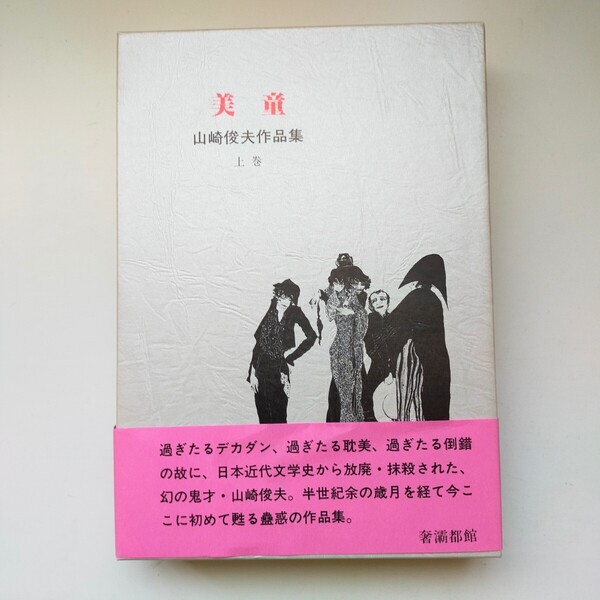 美童
山崎俊夫作品集
上巻
過ぎたるデカダン、過ぎたる耽美、過ぎたる倒錯
の故に、日本近代文学史から放廃・抹殺された、
幻の鬼才・山崎俊夫。半世紀余の歳月を経て今こ
こに初めて甦る蠱惑の作品集。
奢灞都館